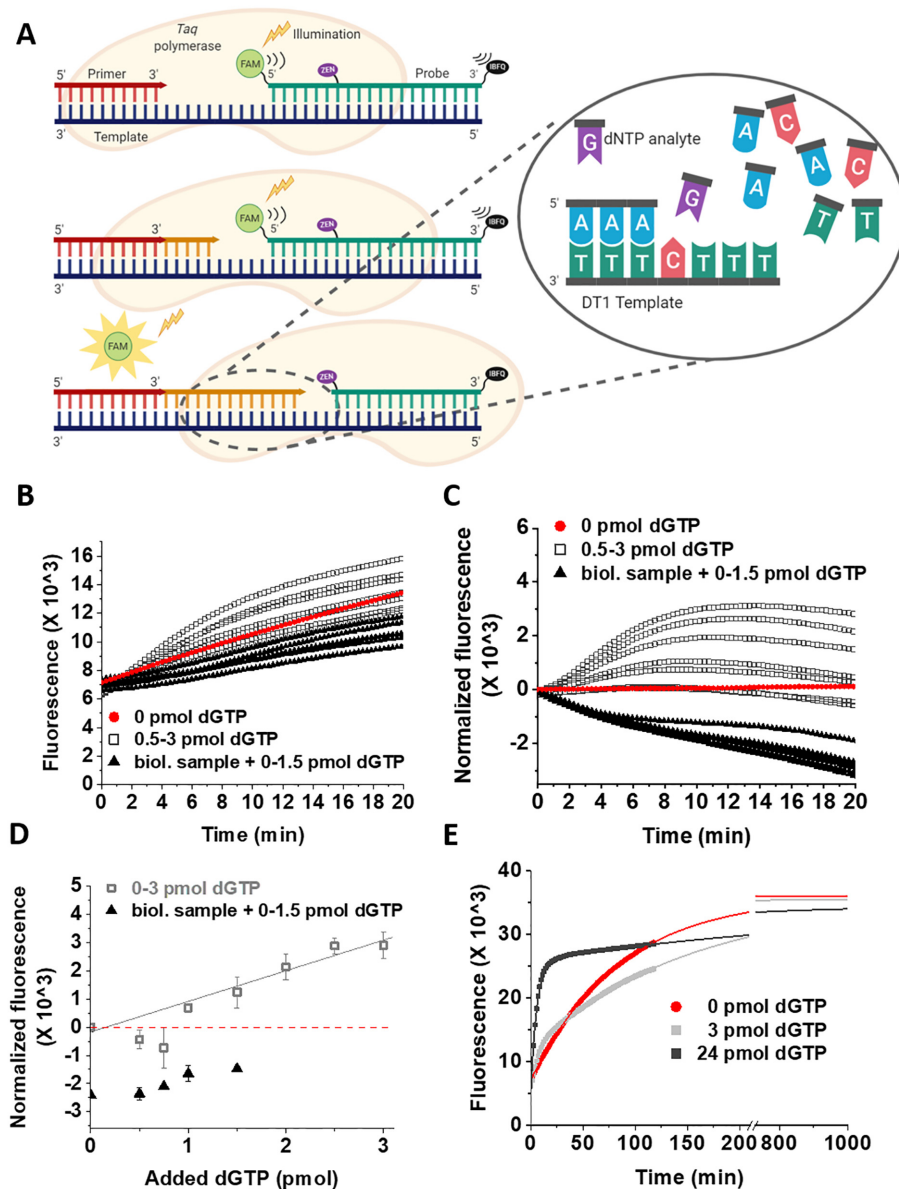 A
Taq
polymerase
Illumination
FAM
5' Primer 3' 5' ZEN Probe 3' IBFQ
3' Template 5'
FAM
5' 3' 5' ZEN 3' IBFQ
3' 5'
FAM
5' 3' ZEN 3' IBFQ
3' 5'
G dNTP analyte
A C
G A A C
T T
5'
A A A
T T T C T T T
3'
DT1 Template
B
Fluorescence (X 10^3)
16
14
12
10
8
6
4
2
0
0 2 4 6 8 10 12 14 16 18 20
Time (min)
0 pmol dGTP
0.5-3 pmol dGTP
biol. sample + 0-1.5 pmol dGTP
C
0 pmol dGTP
0.5-3 pmol dGTP
biol. sample + 0-1.5 pmol dGTP
Normalized fluorescence
(X 10^3)
6
4
2
0
-2
0 2 4 6 8 10 12 14 16 18 20
Time (min)
D
0-3 pmol dGTP
biol. sample + 0-1.5 pmol dGTP
Normalized fluorescence
(X 10^3)
5
4
3
2
1
0
-1
-2
-3
0 1 2 3
Added dGTP (pmol)
E
Fluorescence (X 10^3)
40
30
20
10
0
0 50 100 150 200 800 1000
Time (min)
0 pmol dGTP
3 pmol dGTP
24 pmol dGTP